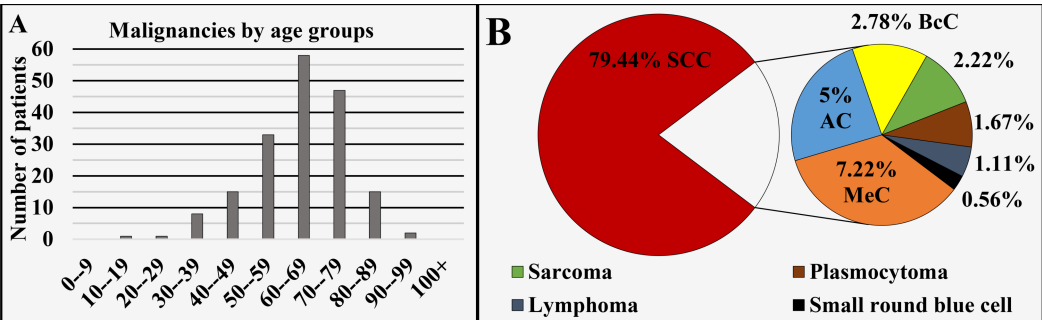 A
Malignancies by age groups
Number of patients
60
50
40
30
20
10
0
0--9
10--19
20--29
30--39
40--49
50--59
60--69
70--79
80--89
90--99
100+
B
79.44% SCC
2.78% BcC
2.22%
5%
AC
1.67%
1.11%
7.22%
MeC
0.56%
Sarcoma
Plasmocytoma
Lymphoma
Small round blue cell